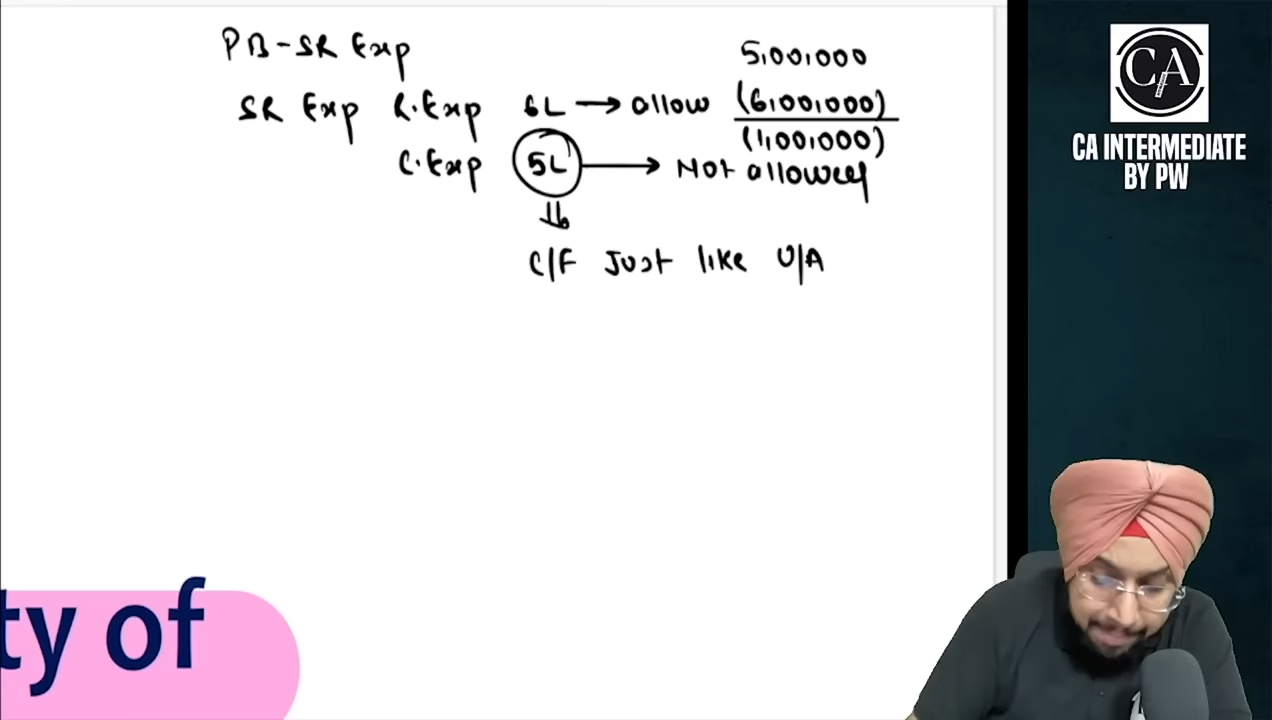 PB-SR Exp
5,00,000
SR Exp R.Exp 6L → allow (6,00,000)
(1,00,000)
C.Exp 5L → Not allowed
C/F Just like U/A
ty of
CA
CA INTERMEDIATE
BY PW